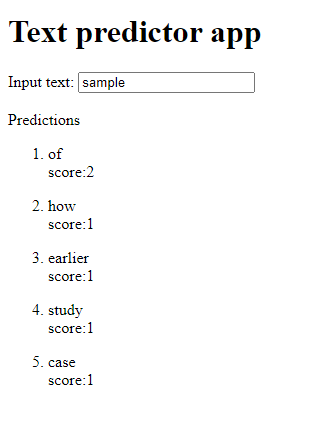 Text predictor app
Input text: sample
Predictions
1. of
score:2
2. how
score:1
3. earlier
score:1
4. study
score:1
5. case
score:1